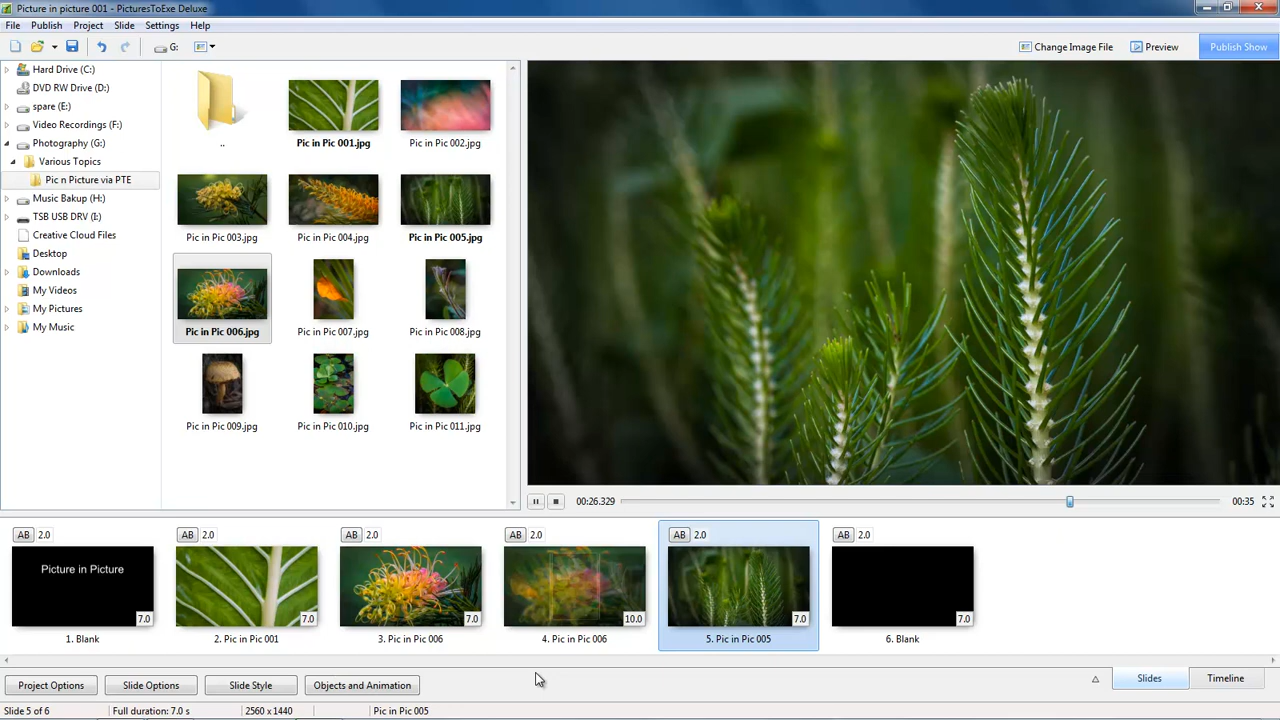 Picture in picture 001 - PicturesToExe Deluxe
File Publish Project Slide Settings Help
G: Change Image File Preview Publish Show
Hard Drive (C:)
DVD RW Drive (D:)
spare (E:)
Video Recordings (F:)
Photography (G:)
Various Topics
Pic n Picture via PTE
Music Bakup (H:)
TSB USB DRV (I:)
Creative Cloud Files
Desktop
Downloads
My Videos
My Pictures
My Music
.. Pic in Pic 001.jpg Pic in Pic 002.jpg
Pic in Pic 003.jpg Pic in Pic 004.jpg Pic in Pic 005.jpg
Pic in Pic 006.jpg Pic in Pic 007.jpg Pic in Pic 008.jpg
Pic in Pic 009.jpg Pic in Pic 010.jpg Pic in Pic 011.jpg
00:26.329 00:35
AB 2.0 AB 2.0 AB 2.0 AB 2.0 AB 2.0 AB 2.0
Picture in Picture
7.0 7.0 7.0 10.0 7.0 7.0
1. Blank 2. Pic in Pic 001 3. Pic in Pic 006 4. Pic in Pic 006 5. Pic in Pic 005 6. Blank
Project Options Slide Options Slide Style Objects and Animation Slides Timeline
Slide 5 of 6 Full duration: 7.0 s 2560 x 1440 Pic in Pic 005